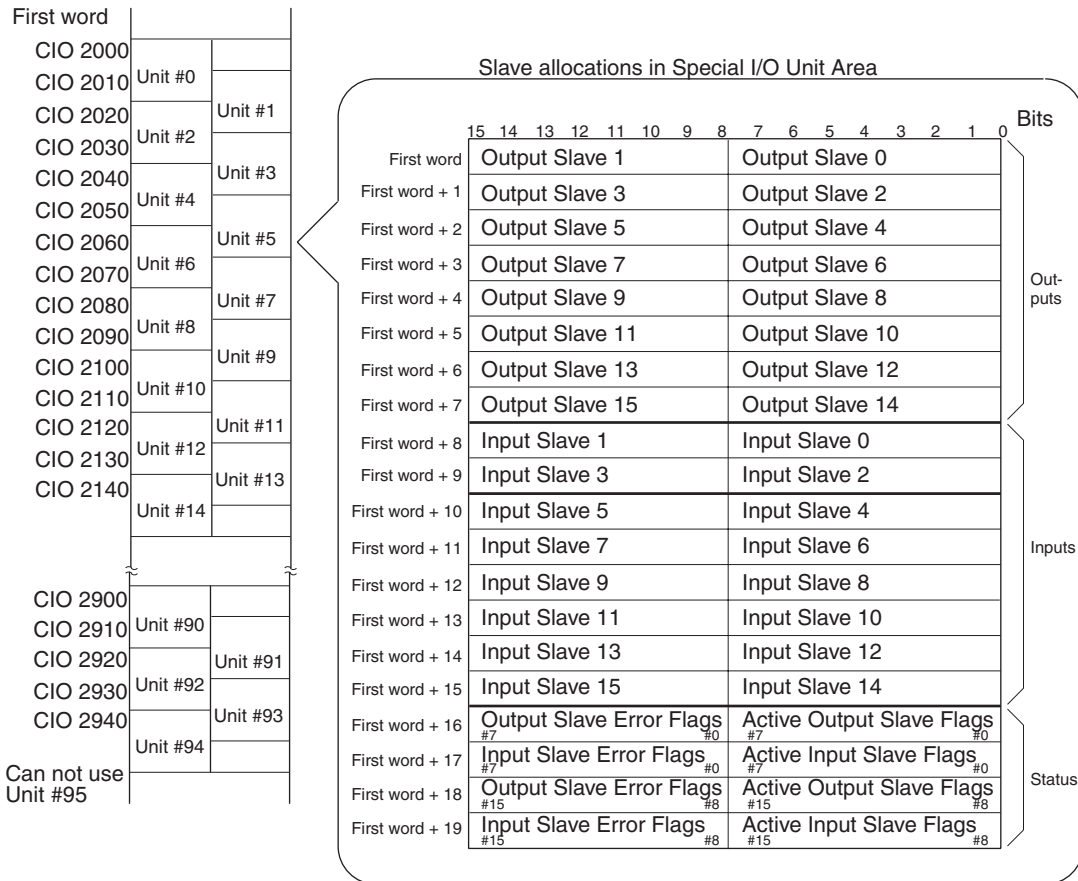 First word
CIO 2000
CIO 2010
CIO 2020
CIO 2030
CIO 2040
CIO 2050
CIO 2060
CIO 2070
CIO 2080
CIO 2090
CIO 2100
CIO 2110
CIO 2120
CIO 2130
CIO 2140
CIO 2900
CIO 2910
CIO 2920
CIO 2930
CIO 2940
Can not use
Unit #95
Unit #0
Unit #2
Unit #4
Unit #6
Unit #8
Unit #10
Unit #12
Unit #14
Unit #90
Unit #92
Unit #94
Unit #1
Unit #3
Unit #5
Unit #7
Unit #9
Unit #11
Unit #13
Unit #91
Unit #93
Slave allocations in Special I/O Unit Area
Bits
15 14 13 12 11 10 9 8 7 6 5 4 3 2 1 0
First word Output Slave 1 Output Slave 0
First word + 1 Output Slave 3 Output Slave 2
First word + 2 Output Slave 5 Output Slave 4
First word + 3 Output Slave 7 Output Slave 6
First word + 4 Output Slave 9 Output Slave 8
First word + 5 Output Slave 11 Output Slave 10
First word + 6 Output Slave 13 Output Slave 12
First word + 7 Output Slave 15 Output Slave 14
Out-
puts
First word + 8 Input Slave 1 Input Slave 0
First word + 9 Input Slave 3 Input Slave 2
First word + 10 Input Slave 5 Input Slave 4
First word + 11 Input Slave 7 Input Slave 6
First word + 12 Input Slave 9 Input Slave 8
First word + 13 Input Slave 11 Input Slave 10
First word + 14 Input Slave 13 Input Slave 12
First word + 15 Input Slave 15 Input Slave 14
Inputs
First word + 16 Output Slave Error Flags Active Output Slave Flags
#7 #0 #7 #0
First word + 17 Input Slave Error Flags Active Input Slave Flags
#7 #0 #7 #0
First word + 18 Output Slave Error Flags Active Output Slave Flags
#15 #8 #15 #8
First word + 19 Input Slave Error Flags Active Input Slave Flags
#15 #8 #15 #8
Status